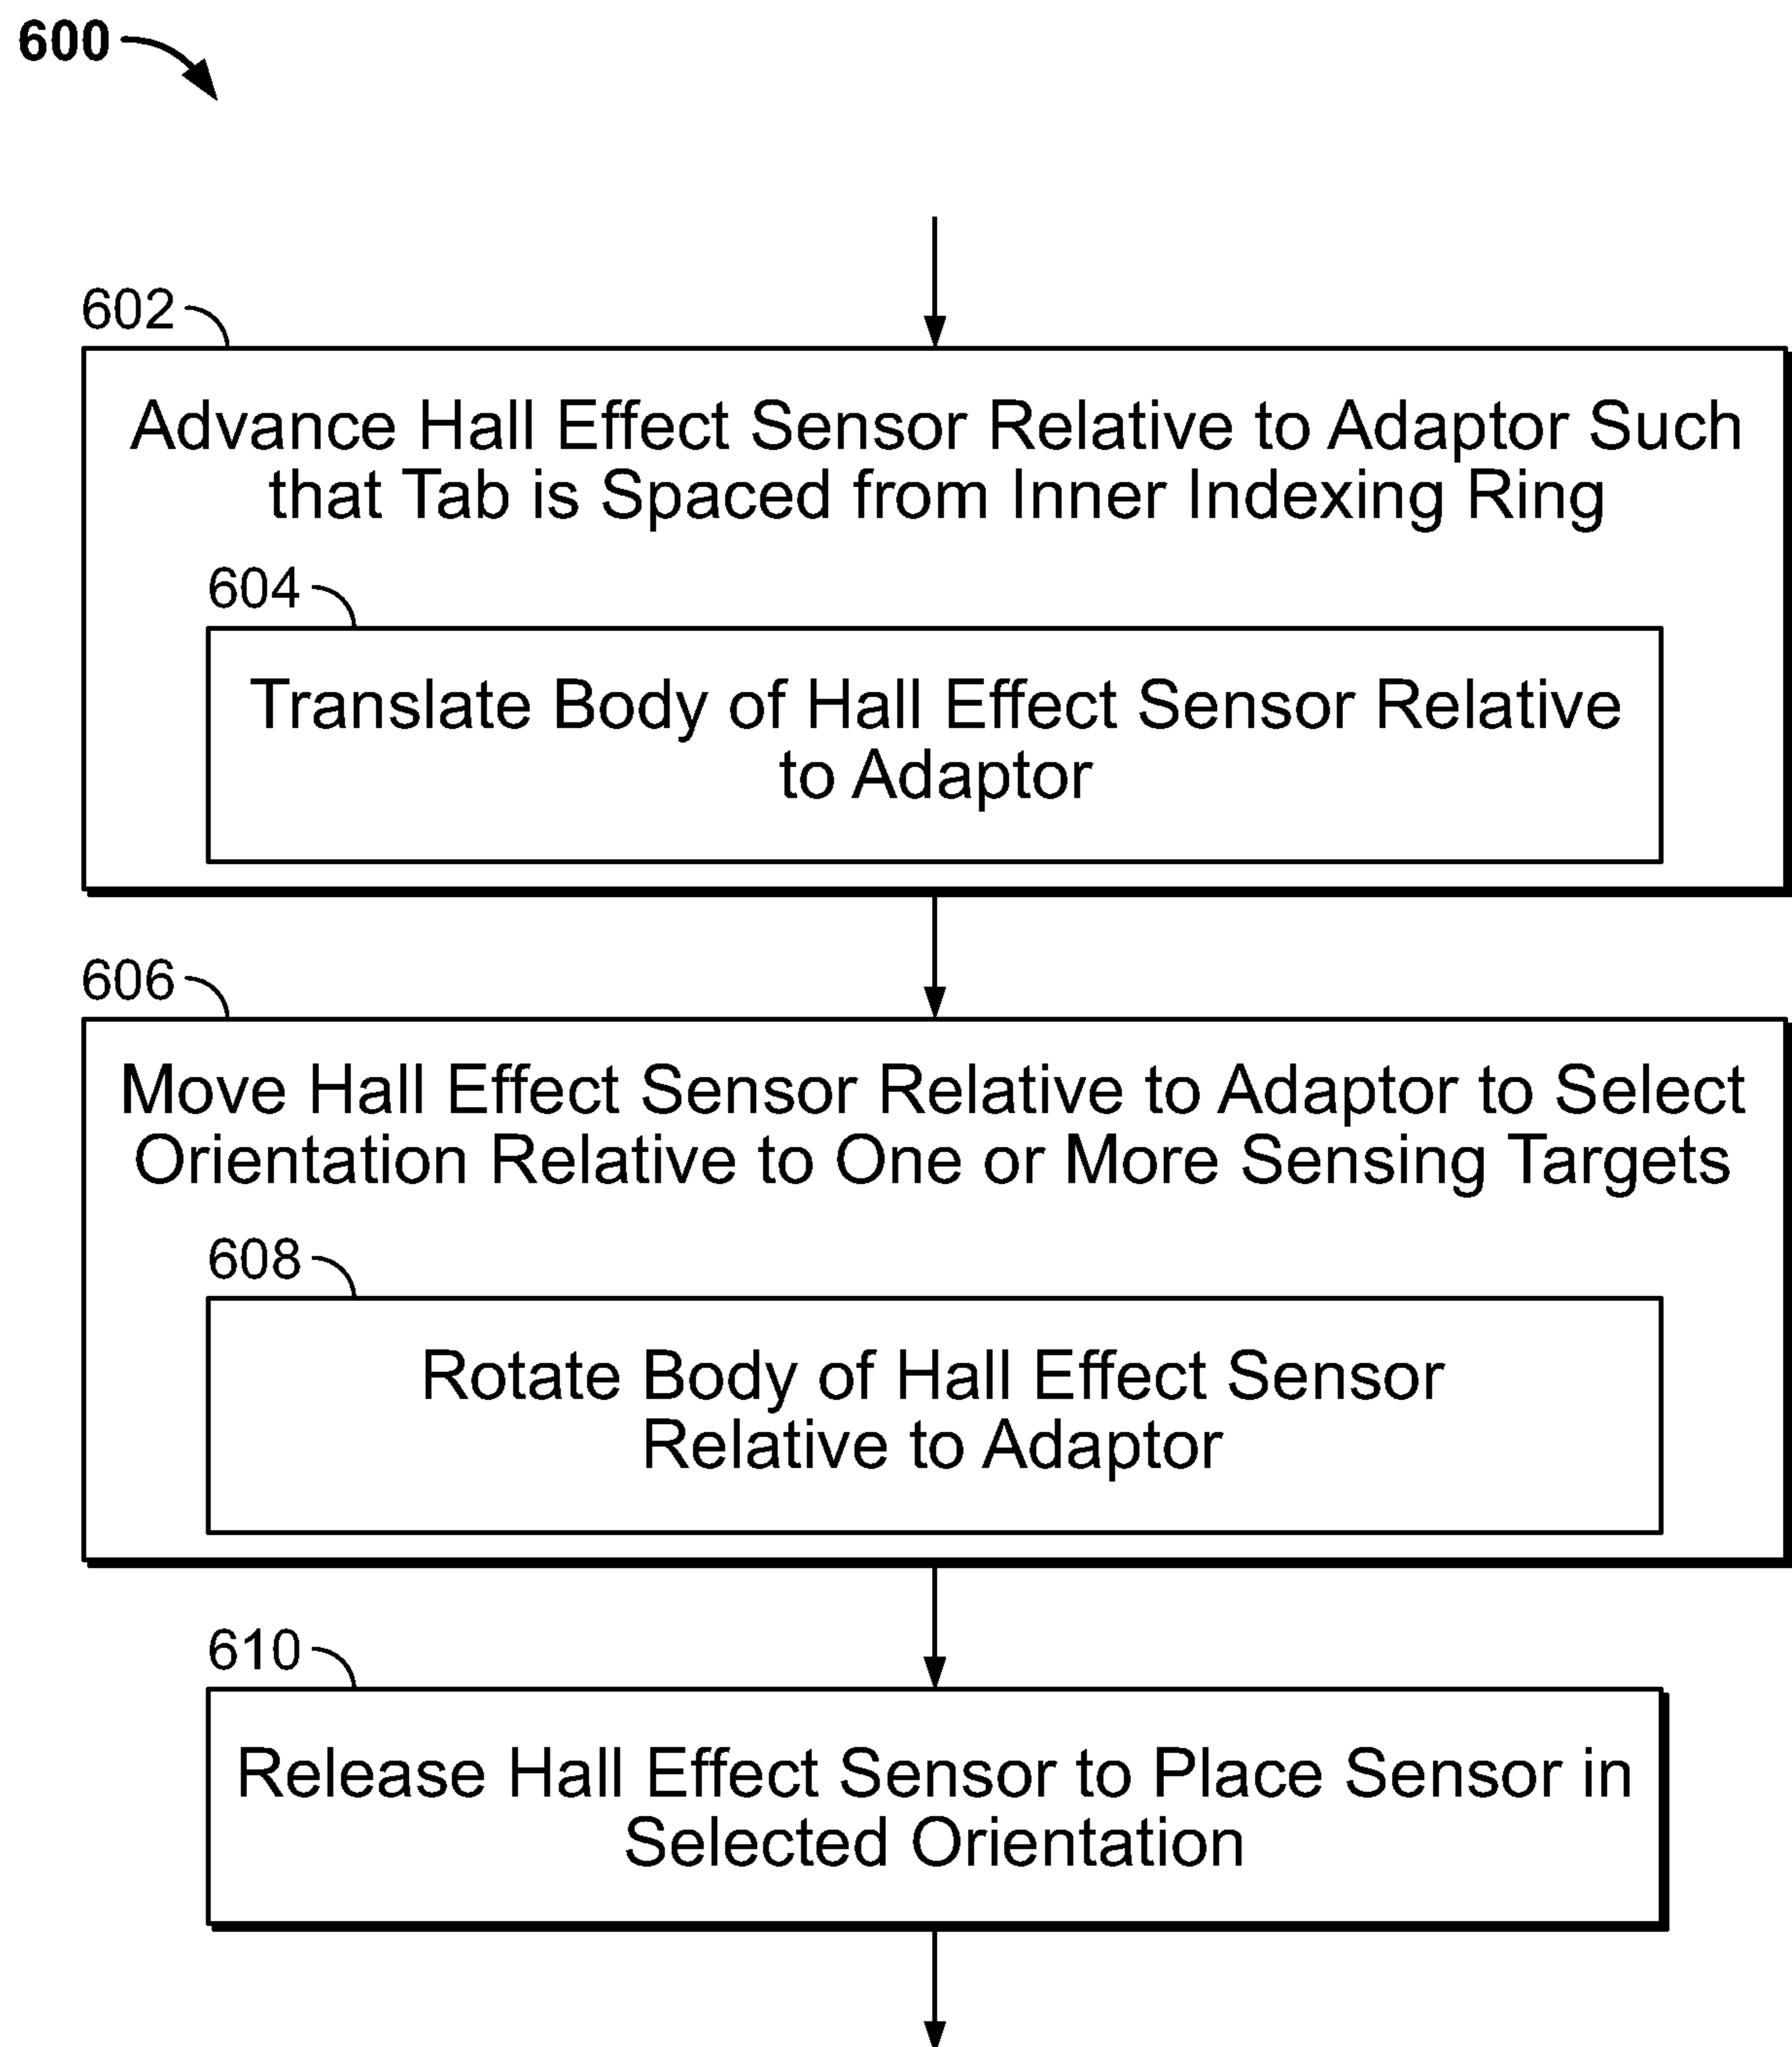 600
602
Advance Hall Effect Sensor Relative to Adaptor Such
that Tab is Spaced from Inner Indexing Ring
604
Translate Body of Hall Effect Sensor Relative
to Adaptor
606
Move Hall Effect Sensor Relative to Adaptor to Select
Orientation Relative to One or More Sensing Targets
608
Rotate Body of Hall Effect Sensor
Relative to Adaptor
610
Release Hall Effect Sensor to Place Sensor in
Selected Orientation